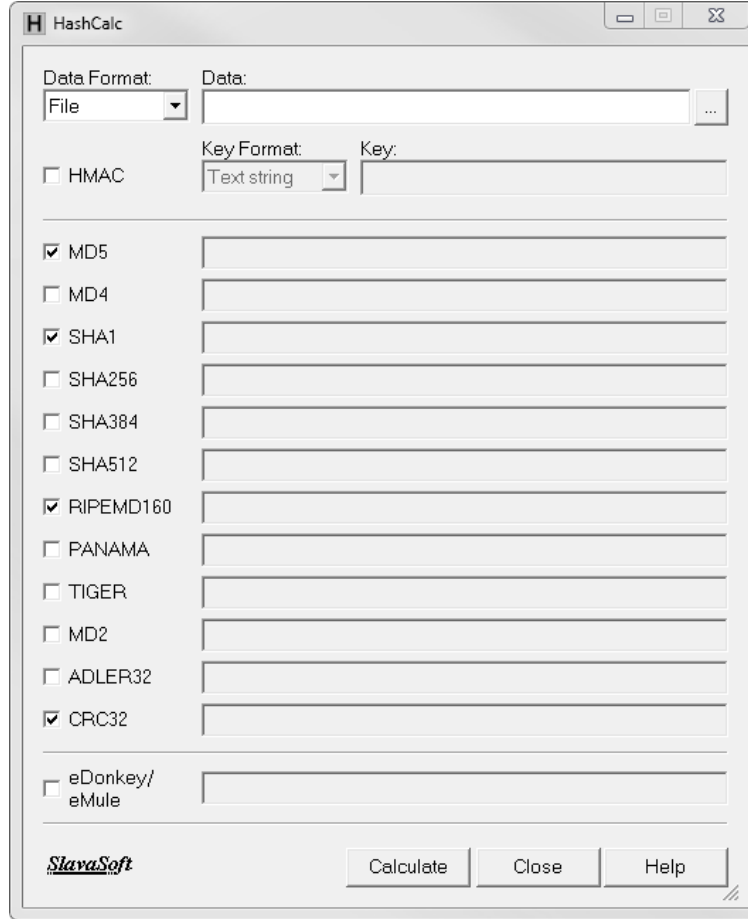 H HashCalc
Data Format: Data:
File ...
Key Format: Key:
HMAC Text string
MD5
MD4
SHA1
SHA256
SHA384
SHA512
RIPEMD160
PANAMA
TIGER
MD2
ADLER32
CRC32
eDonkey/
eMule
SlavaSoft Calculate Close Help